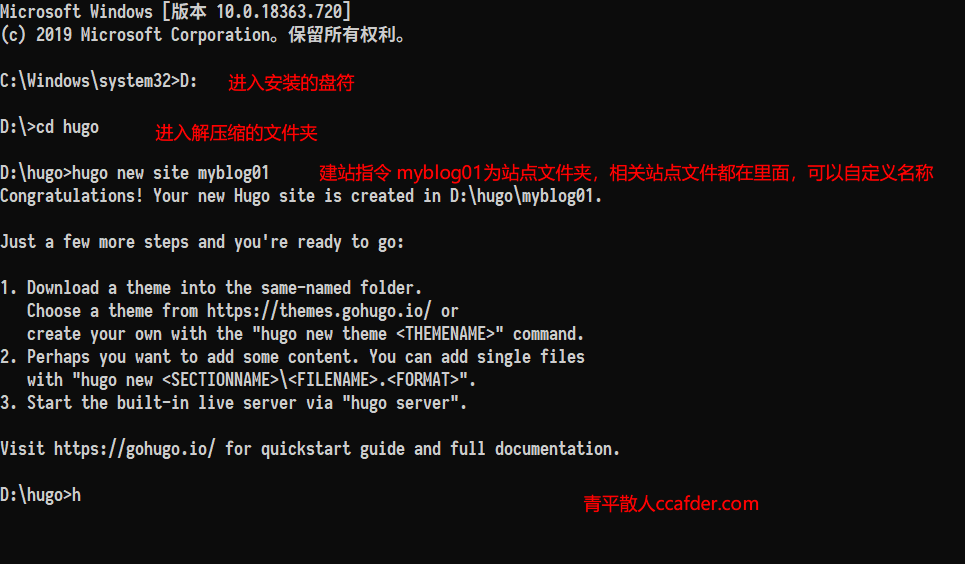 Microsoft Windows [版本 10.0.18363.720]
(c) 2019 Microsoft Corporation。保留所有权利。
C:\Windows\system32>D: 进入安装的盘符
D:\>cd hugo 进入解压缩的文件夹
D:\hugo>hugo new site myblog01 建站指令 myblog01为站点文件夹，相关站点文件都在里面，可以自定义名称
Congratulations! Your new Hugo site is created in D:\hugo\myblog01.
Just a few more steps and you're ready to go:
1. Download a theme into the same-named folder.
Choose a theme from https://themes.gohugo.io/ or
create your own with the "hugo new theme <THEMENAME>" command.
2. Perhaps you want to add some content. You can add single files
with "hugo new <SECTIONNAME>\<FILENAME>.<FORMAT>".
3. Start the built-in live server via "hugo server".
Visit https://gohugo.io/ for quickstart guide and full documentation.
D:\hugo>h
青平散人ccafder.com